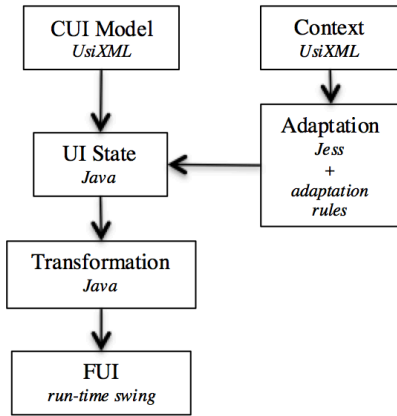 CUI Model
UsiXML
Context
UsiXML
UI State
Java
Adaptation
Jess
+
adaptation
rules
Transformation
Java
FUI
run-time swing